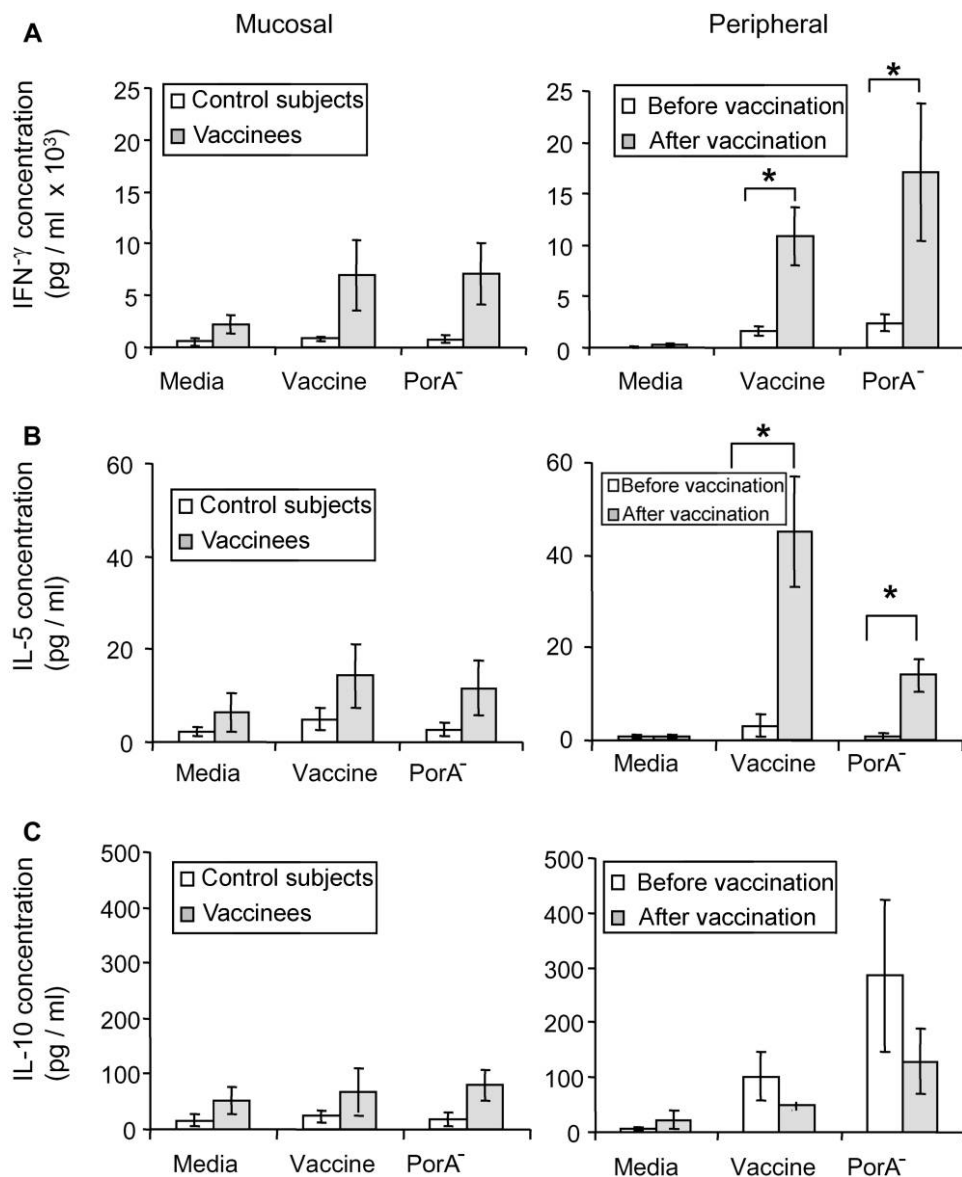 Mucosal Peripheral
A
IFN-γ concentration
(pg / ml x 10³)
25
20
15
10
5
0
Control subjects
Vaccinees
Media Vaccine PorA⁻
25
20
15
10
5
0
Before vaccination
After vaccination
*
*
Media Vaccine PorA⁻
B
IL-5 concentration
(pg / ml)
60
40
20
0
Control subjects
Vaccinees
Media Vaccine PorA⁻
60
40
20
0
Before vaccination
After vaccination
*
*
Media Vaccine PorA⁻
C
IL-10 concentration
(pg / ml)
500
400
300
200
100
0
Control subjects
Vaccinees
Media Vaccine PorA⁻
500
400
300
200
100
0
Before vaccination
After vaccination
Media Vaccine PorA⁻